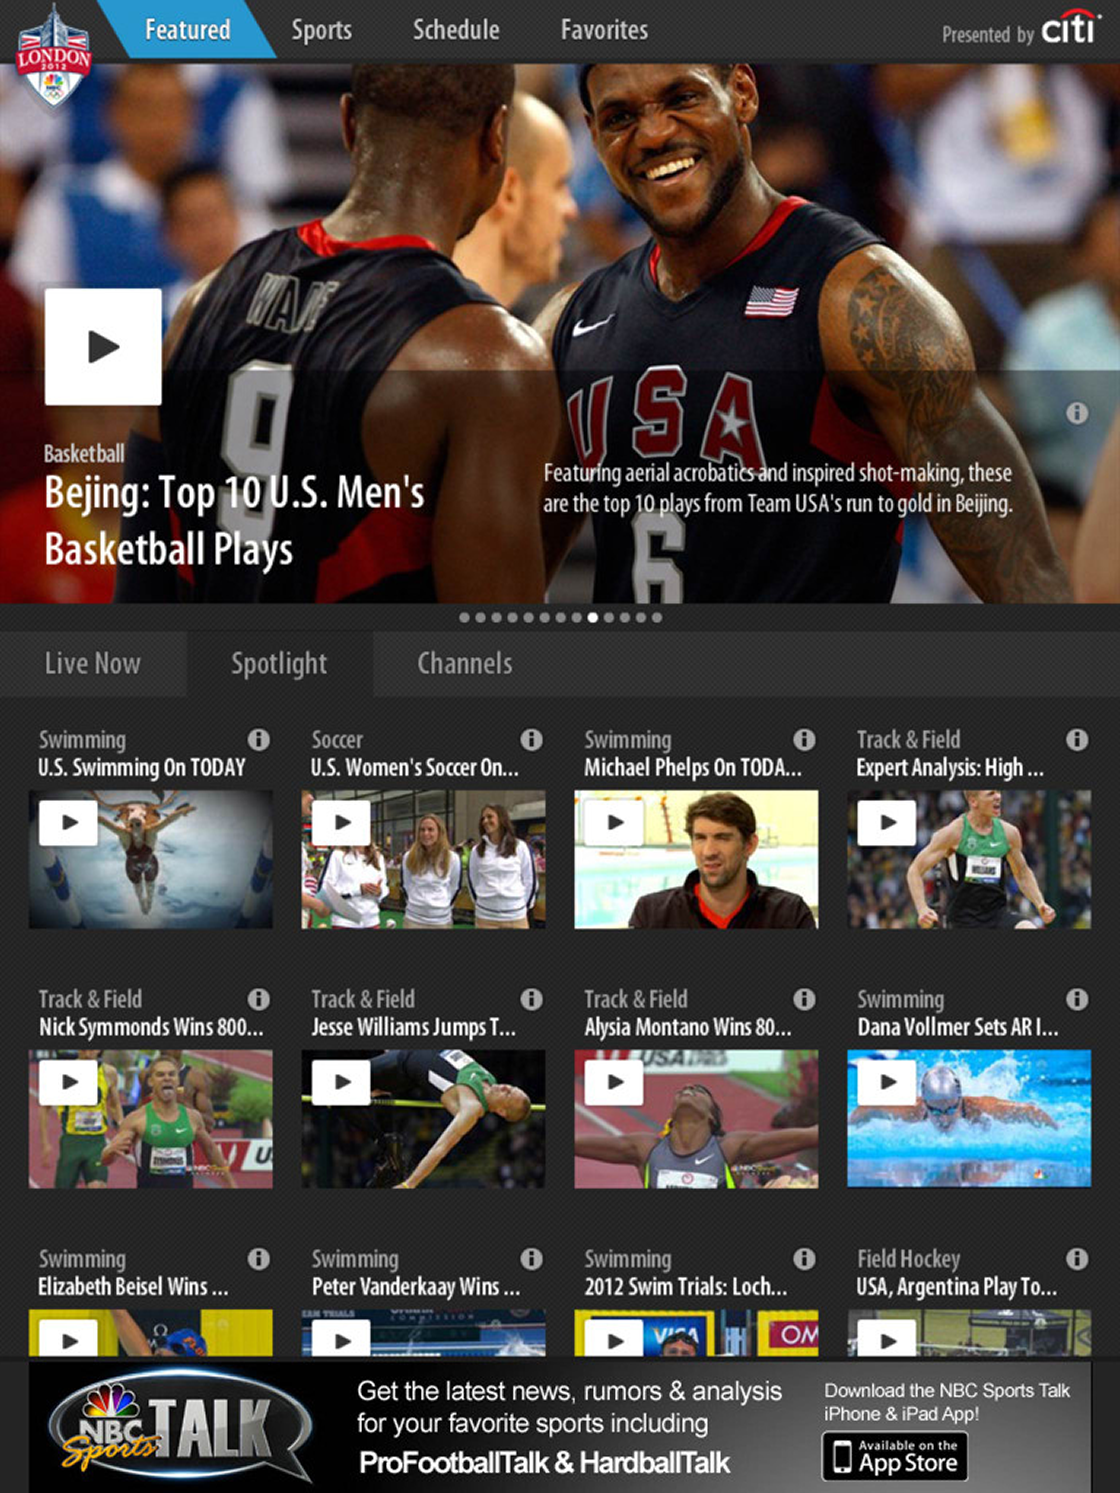 Featured
Sports
Schedule
Favorites
Presented by citi
LONDON
2012
NBC
WADE
9
USA
6
Basketball
Bejing: Top 10 U.S. Men's
Basketball Plays
Featuring aerial acrobatics and inspired shot-making, these
are the top 10 plays from Team USA's run to gold in Beijing.
Live Now
Spotlight
Channels
Swimming
U.S. Swimming On TODAY
Soccer
U.S. Women's Soccer On...
Swimming
Michael Phelps On TODA...
Track & Field
Expert Analysis: High ...
WILLIAMS
Track & Field
Nick Symmonds Wins 800...
Track & Field
Jesse Williams Jumps T...
Track & Field
Alysia Montano Wins 80...
Swimming
Dana Vollmer Sets AR I...
Swimming
Elizabeth Beisel Wins ...
Swimming
Peter Vanderkaay Wins ...
Swimming
2012 Swim Trials: Loch...
VISA
OM
Field Hockey
USA, Argentina Play To...
NBC
Sports
TALK
Get the latest news, rumors & analysis
for your favorite sports including
ProFootballTalk & HardballTalk
Download the NBC Sports Talk
iPhone & iPad App!
Available on the
App Store